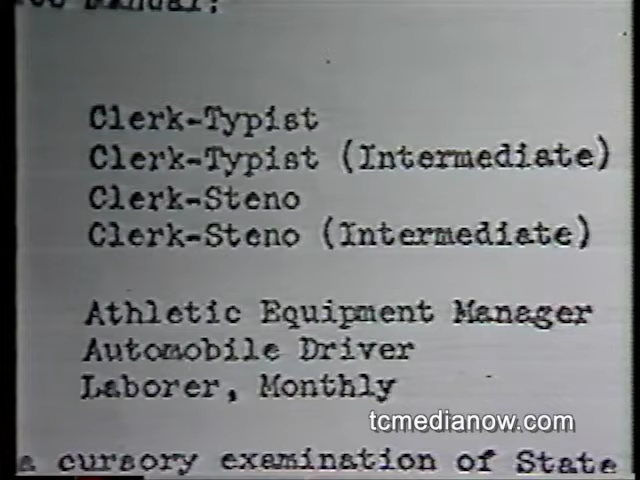 Manual:
Clerk-Typist
Clerk-Typist (Intermediate)
Clerk-Steno
Clerk-Steno (Intermediate)
Athletic Equipment Manager
Automobile Driver
Laborer, Monthly
tcmedianow.com
a cursory examination of State